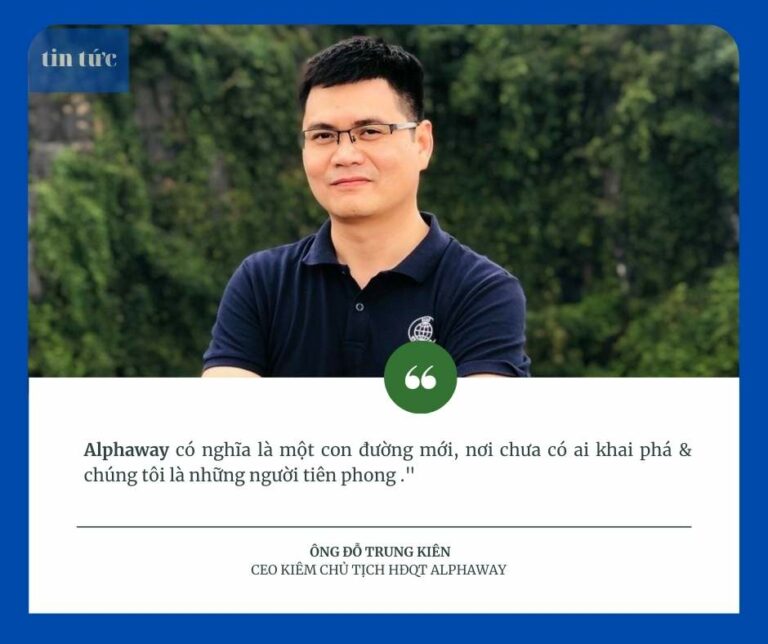 tin tức
“
Alphaway có nghĩa là một con đường mới, nơi chưa có ai khai phá &
chúng tôi là những người tiên phong ."
ÔNG ĐỖ TRUNG KIÊN
CEO KIÊM CHỦ TỊCH HĐQT ALPHAWAY